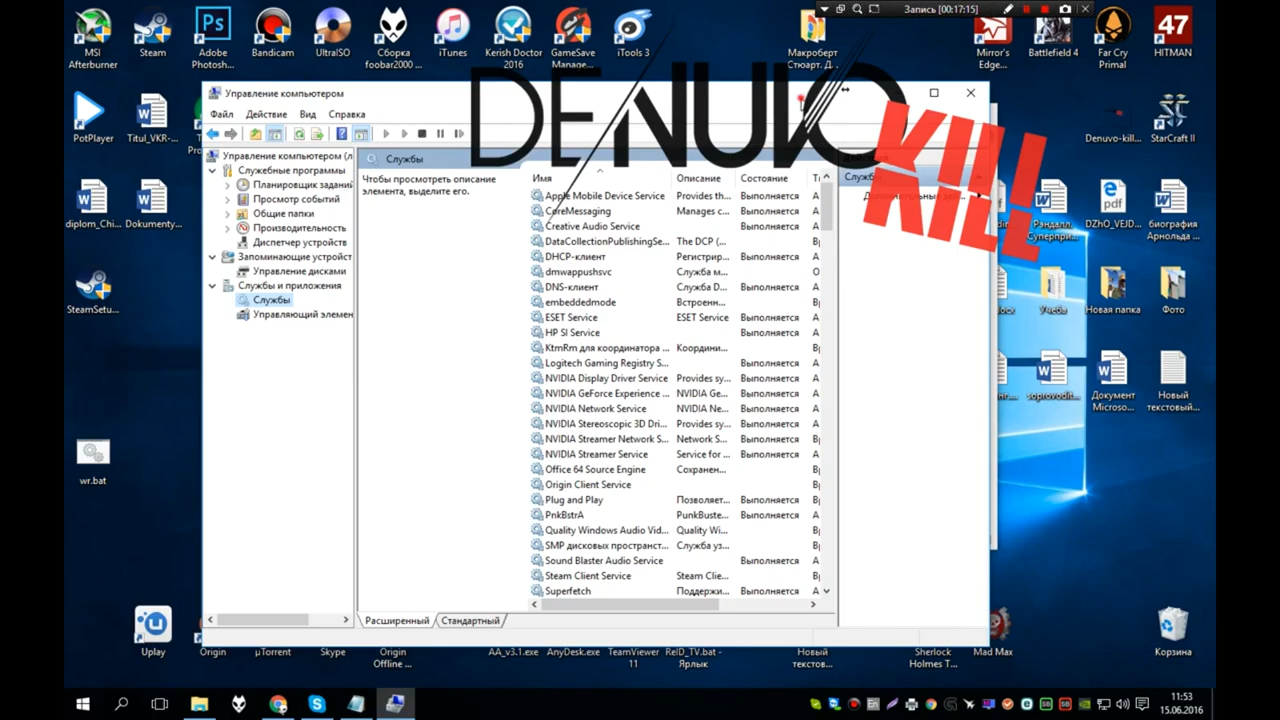 Запись [00:17:15]
MSI Afterburner
Steam
Adobe Photosh...
Bandicam
UltraISO
Сборка foobar2000 ...
iTunes
Kerish Doctor 2016
GameSave Manage...
iTools 3
Макроберт Стюарт. Д...
Mirror's Edge...
Battlefield 4
Far Cry Primal
HITMAN
DENUVO
KILL
KILL
Управление компьютером
Файл Действие Вид Справка
PotPlayer
Titul_VKR-...
Denuvo-kill...
StarCraft II
diplom_Chi...
Dokumenty...
Рэндалл, Суперпри...
DZhO_VEJD...
биография Арнольда ...
SteamSetu...
Учеба
Новая папка
Фото
soprovodit...
Документ Microso...
Новый текстовый...
wr.bat
Управление компьютером (л
Служебные программы
Планировщик заданий
Просмотр событий
Общие папки
Производительность
Диспетчер устройств
Запоминающие устройст
Управление дисками
Службы и приложения
Службы
Управляющий элемен
Службы
Чтобы просмотреть описание
элемента, выделите его.
Имя Описание Состояние
Apple Mobile Device Service Provides th... Выполняется
CoreMessaging Manages c... Выполняется
Creative Audio Service Выполняется
DataCollectionPublishingSe... The DCP (...
DHCP-клиент Регистрир... Выполняется
dmwappushsvc Служба м...
DNS-клиент Служба D... Выполняется
embeddedmode Встроенн...
ESET Service ESET Service Выполняется
HP SI Service Выполняется
KtmRm для координатора ... Координи...
Logitech Gaming Registry S... Выполняется
NVIDIA Display Driver Service Provides sy... Выполняется
NVIDIA GeForce Experience ... NVIDIA Ge... Выполняется
NVIDIA Network Service NVIDIA Ne... Выполняется
NVIDIA Stereoscopic 3D Dri... Provides sy... Выполняется
NVIDIA Streamer Network S... Network S... Выполняется
NVIDIA Streamer Service Service for ... Выполняется
Office 64 Source Engine Сохранен...
Origin Client Service
Plug and Play Позволяет... Выполняется
PnkBstrA PunkBuste... Выполняется
Quality Windows Audio Vid... Quality Wi...
SMP дисковых пространст... Служба уз...
Sound Blaster Audio Service Выполняется
Steam Client Service Steam Clie...
Superfetch Поддержи... Выполняется
Расширенный Стандартный
Uplay
Origin
µTorrent
Skype
Origin Offline ...
AA_v3.1.exe
AnyDesk.exe
TeamViewer 11
RelD_TV.bat - Ярлык
Новый текстов...
Sherlock Holmes T...
Mad Max
Корзина
En
11:53
15.06.2016